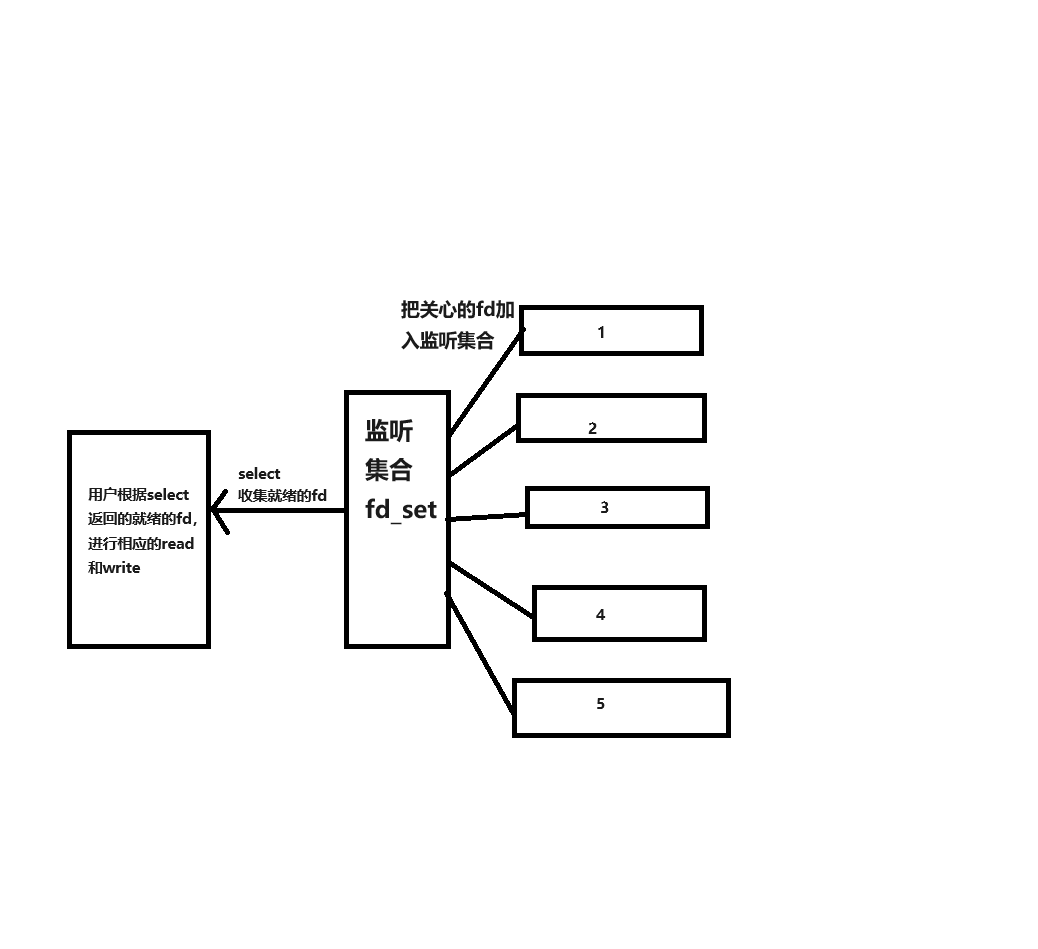 把关心的fd加
入监听集合
1
监听
集合
fd_set
2
select
收集就绪的fd
用户根据select
返回的就绪的fd，
进行相应的read
和write
3
4
5